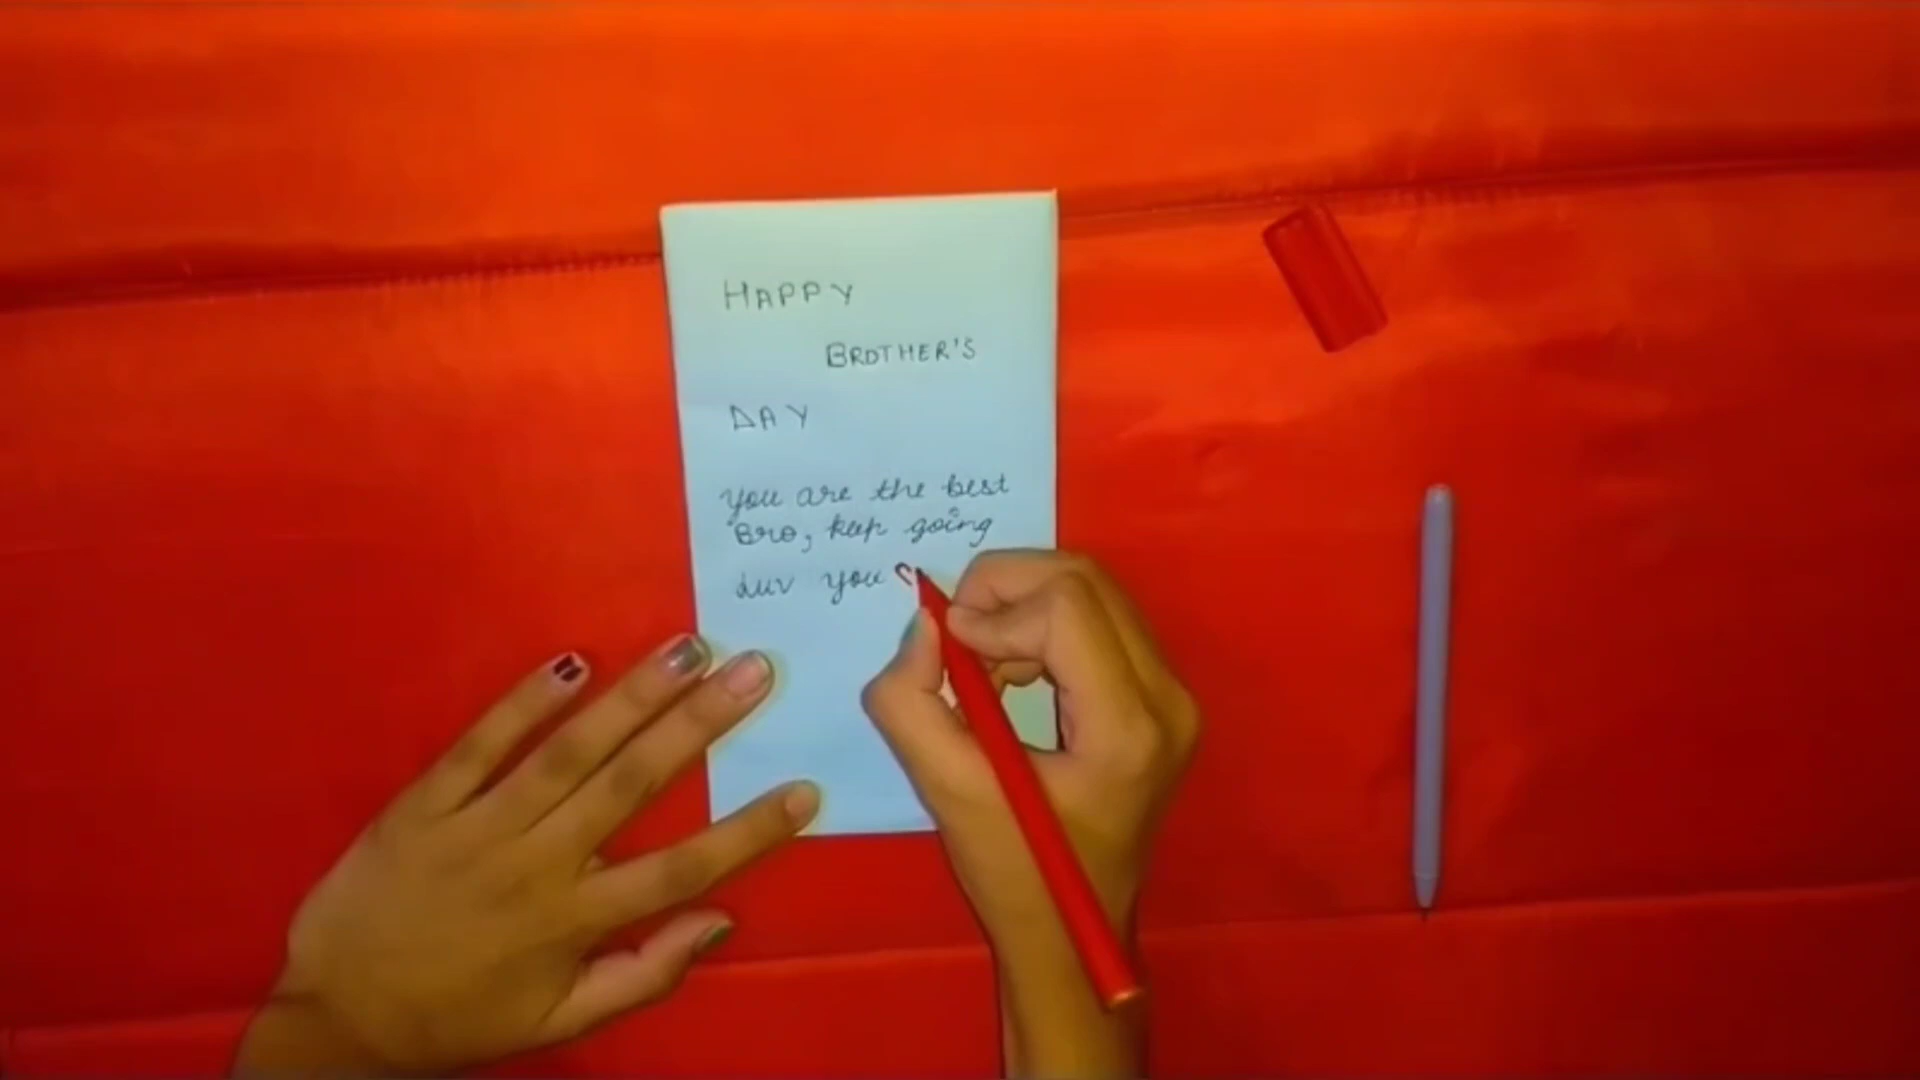 HAPPY
BROTHER'S
DAY
you are the best
Bro, keep going
Luv you